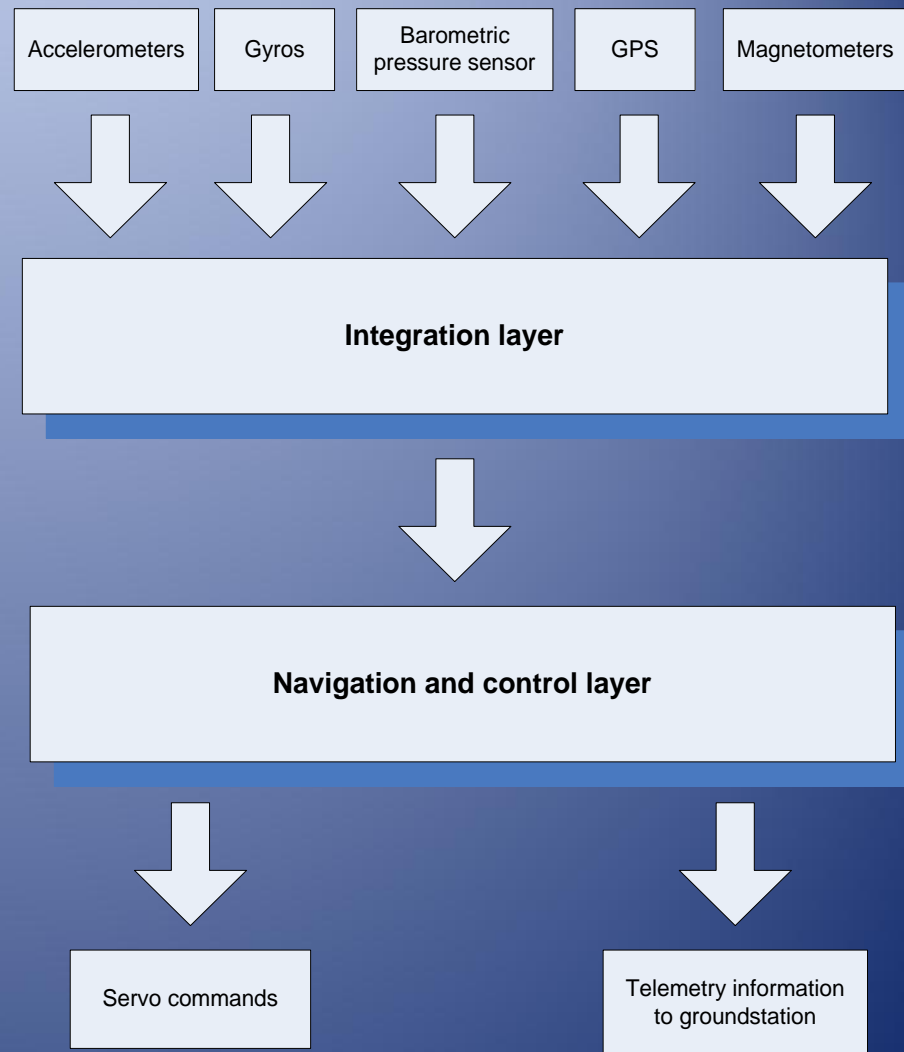 Accelerometers
Gyros
Barometric
pressure sensor
GPS
Magnetometers
Integration layer
Navigation and control layer
Servo commands
Telemetry information
to groundstation